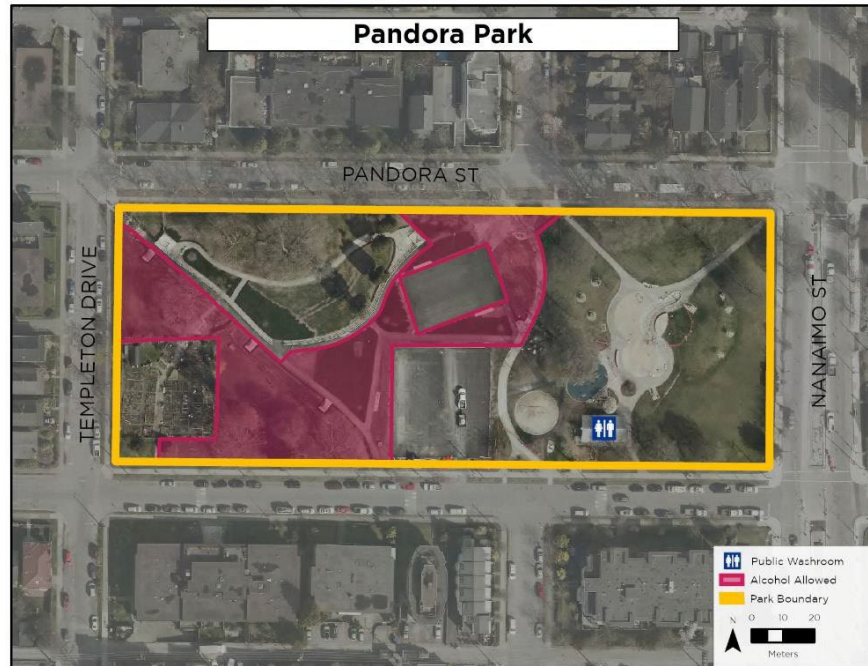 Pandora Park
PANDORA ST
TEMPLETON DRIVE
NANAIMO ST
Public Washroom
Alcohol Allowed
Park Boundary
N
0 10 20
Meters